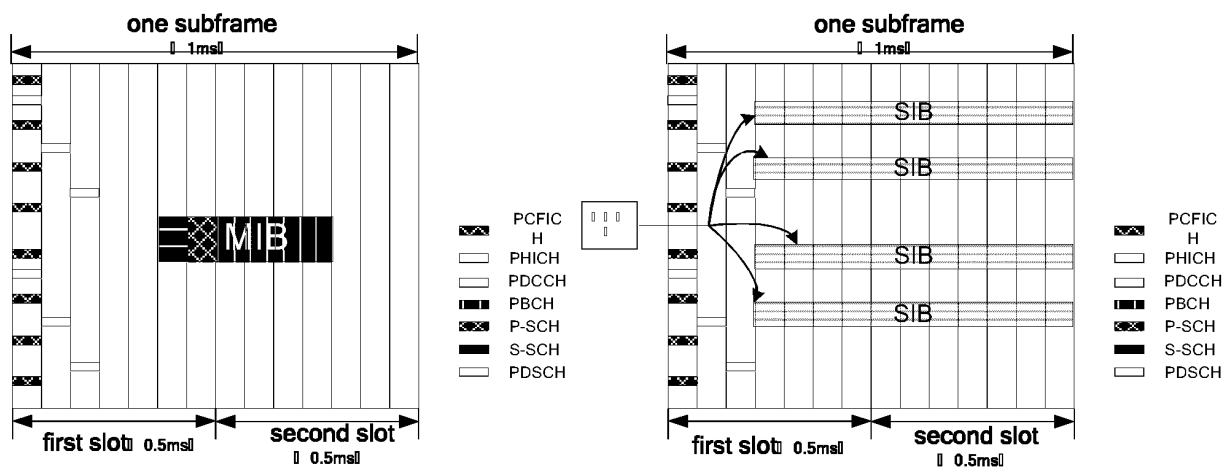 one subframe
1ms
MIB
first slot 0.5ms
second slot
0.5ms
PCFIC
H
PHICH
PDCCH
PBCH
P-SCH
S-SCH
PDSCH
one subframe
1ms
SIB
SIB
SIB
SIB
first slot 0.5ms
second slot
0.5ms
PCFIC
H
PHICH
PDCCH
PBCH
P-SCH
S-SCH
PDSCH